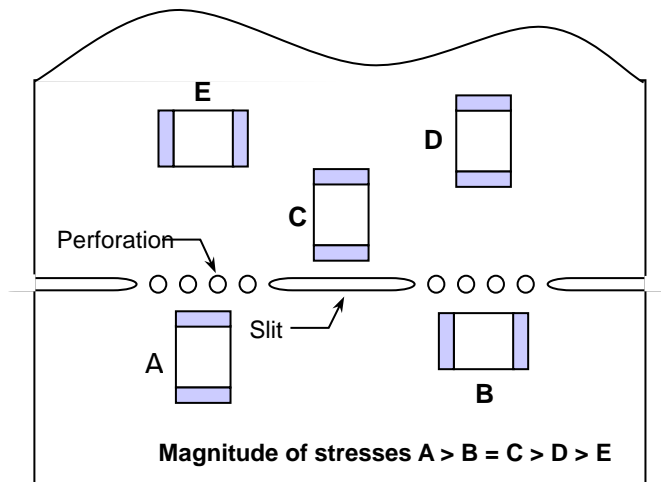 E
D
C
Perforation
Slit
A
B
Magnitude of stresses A > B = C > D > E